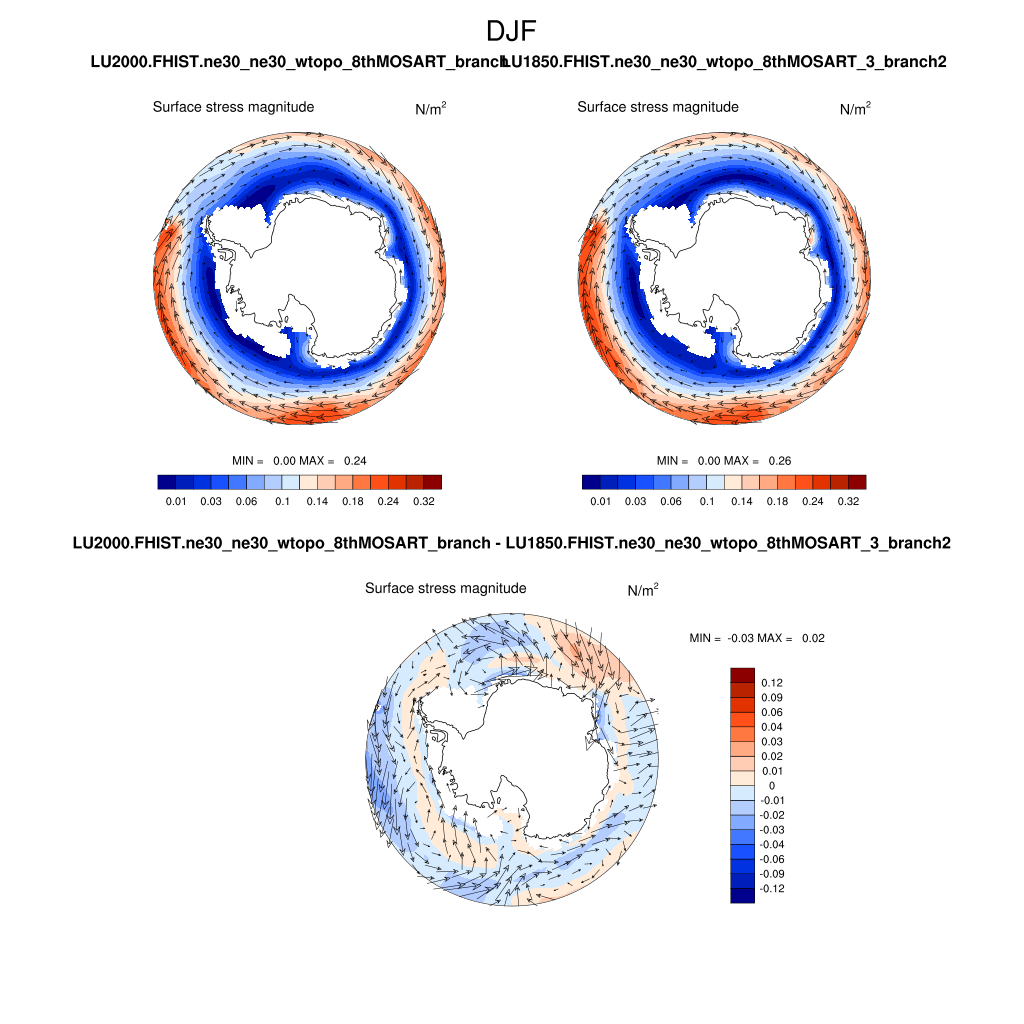 DJF
LU2000.FHIST.ne30_ne30_wtopo_8thMOSART_branch LU1850.FHIST.ne30_ne30_wtopo_8thMOSART_3_branch2
Surface stress magnitude N/m²
Surface stress magnitude N/m²
MIN = 0.00 MAX = 0.24
MIN = 0.00 MAX = 0.26
0.01 0.03 0.06 0.1 0.14 0.18 0.24 0.32
0.01 0.03 0.06 0.1 0.14 0.18 0.24 0.32
LU2000.FHIST.ne30_ne30_wtopo_8thMOSART_branch - LU1850.FHIST.ne30_ne30_wtopo_8thMOSART_3_branch2
Surface stress magnitude N/m²
MIN = -0.03 MAX = 0.02
0.12
0.09
0.06
0.04
0.03
0.02
0.01
0
-0.01
-0.02
-0.03
-0.04
-0.06
-0.09
-0.12